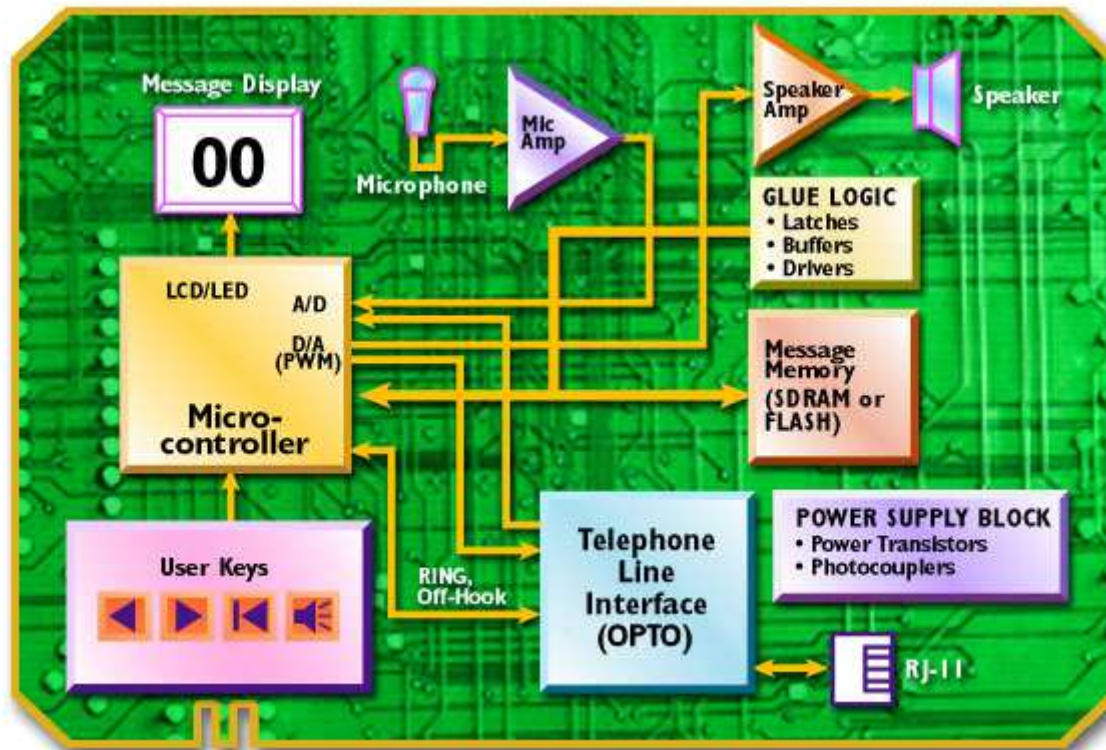 Message Display
00
Microphone
Mic
Amp
Speaker
Amp
Speaker
GLUE LOGIC
• Latches
• Buffers
• Drivers
LCD/LED
A/D
D/A
(PWM)
Micro-
controller
Message
Memory
(SDRAM or
FLASH)
User Keys
RING,
Off-Hook
Telephone
Line
Interface
(OPTO)
POWER SUPPLY BLOCK
• Power Transistors
• Photocouplers
RJ-11